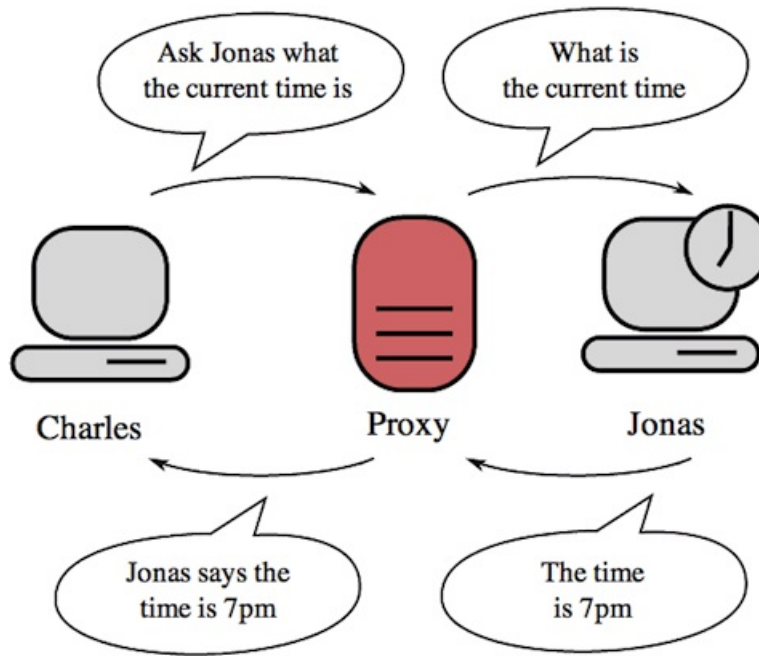 Ask Jonas what
the current time is
What is
the current time
Charles
Proxy
Jonas
Jonas says the
time is 7pm
The time
is 7pm